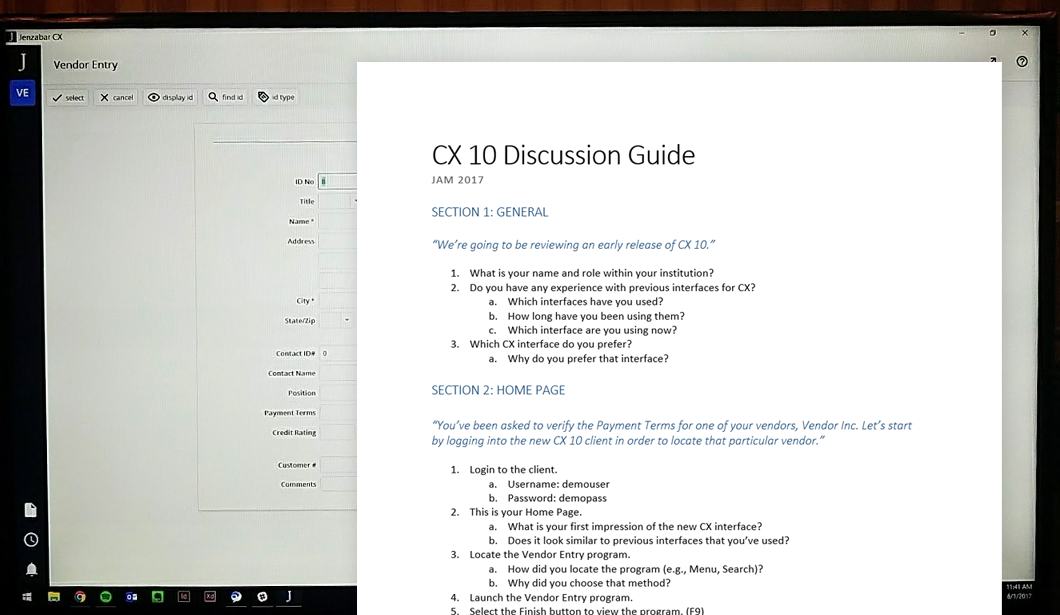 Jenzabar CX
J
Vendor Entry
VE
select
cancel
display id
find id
id type
ID No
Title
Name *
Address
City *
State/Zip
Contact ID# 0
Contact Name
Position
Payment Terms
Credit Rating
Customer #
Comments
CX 10 Discussion Guide
JAM 2017
SECTION 1: GENERAL
“We’re going to be reviewing an early release of CX 10.”
1. What is your name and role within your institution?
2. Do you have any experience with previous interfaces for CX?
a. Which interfaces have you used?
b. How long have you been using them?
c. Which interface are you using now?
3. Which CX interface do you prefer?
a. Why do you prefer that interface?
SECTION 2: HOME PAGE
“You’ve been asked to verify the Payment Terms for one of your vendors, Vendor Inc. Let’s start
by logging into the new CX 10 client in order to locate that particular vendor.”
1. Login to the client.
a. Username: demouser
b. Password: demopass
2. This is your Home Page.
a. What is your first impression of the new CX interface?
b. Does it look similar to previous interfaces that you’ve used?
3. Locate the Vendor Entry program.
a. How did you locate the program (e.g., Menu, Search)?
b. Why did you choose that method?
4. Launch the Vendor Entry program.
5. Select the Finish button to view the program. (F9)
Id
Xd
J
11:41 AM
6/1/2017